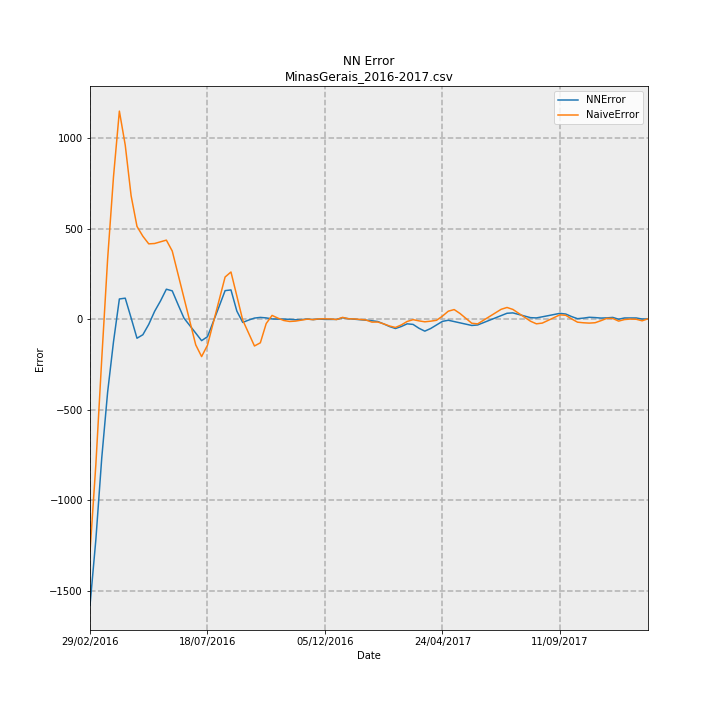 NN Error
MinasGerais_2016-2017.csv
NNError
NaiveError
1000
500
0
−500
−1000
−1500
Error
29/02/2016
18/07/2016
05/12/2016
24/04/2017
11/09/2017
Date